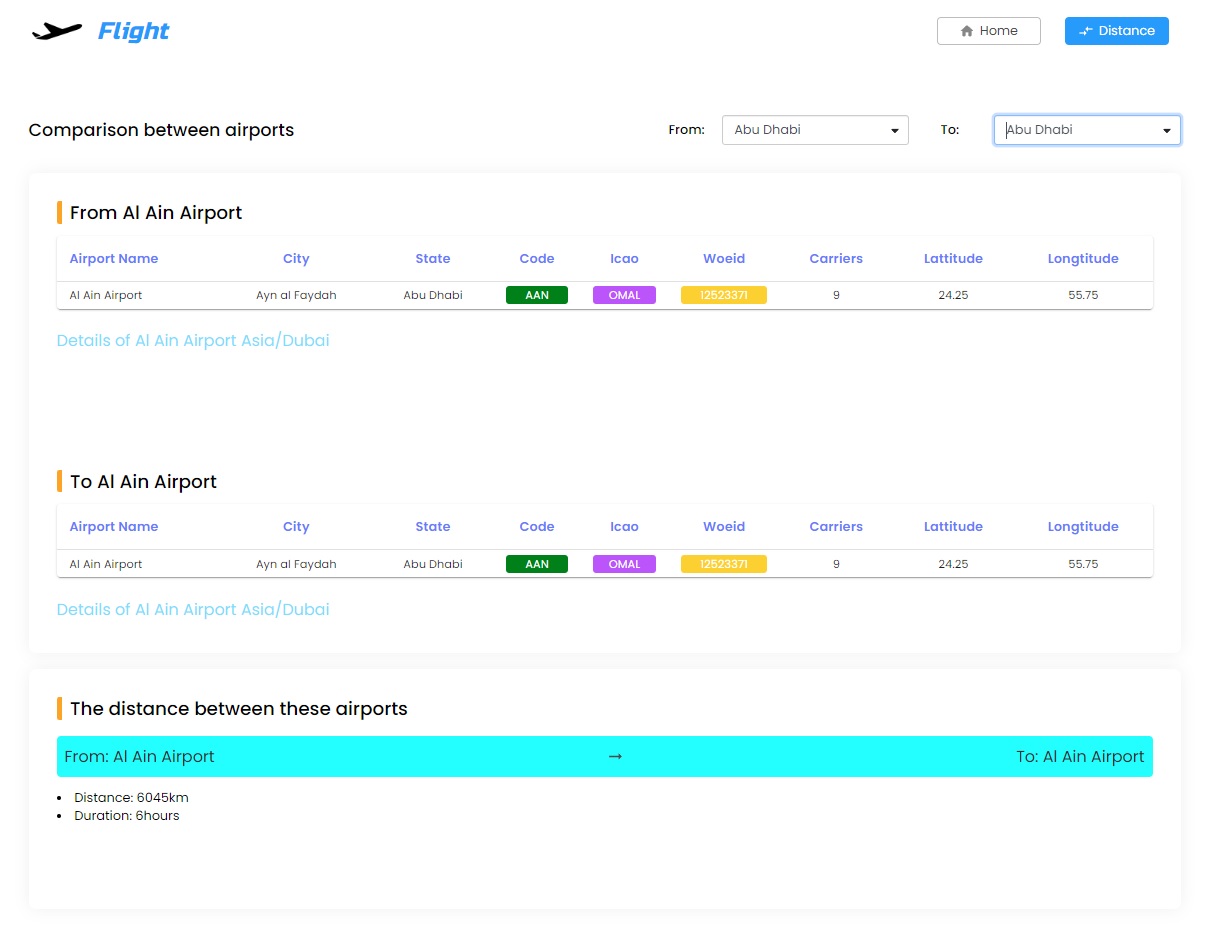 Flight
Home
Distance
Comparison between airports
From: Abu Dhabi To: Abu Dhabi
From Al Ain Airport
Airport Name City State Code Icao Woeid Carriers Lattitude Longtitude
Al Ain Airport Ayn al Faydah Abu Dhabi AAN OMAL 12523371 9 24.25 55.75
Details of Al Ain Airport Asia/Dubai
To Al Ain Airport
Airport Name City State Code Icao Woeid Carriers Lattitude Longtitude
Al Ain Airport Ayn al Faydah Abu Dhabi AAN OMAL 12523371 9 24.25 55.75
Details of Al Ain Airport Asia/Dubai
The distance between these airports
From: Al Ain Airport → To: Al Ain Airport
• Distance: 6045km
• Duration: 6hours